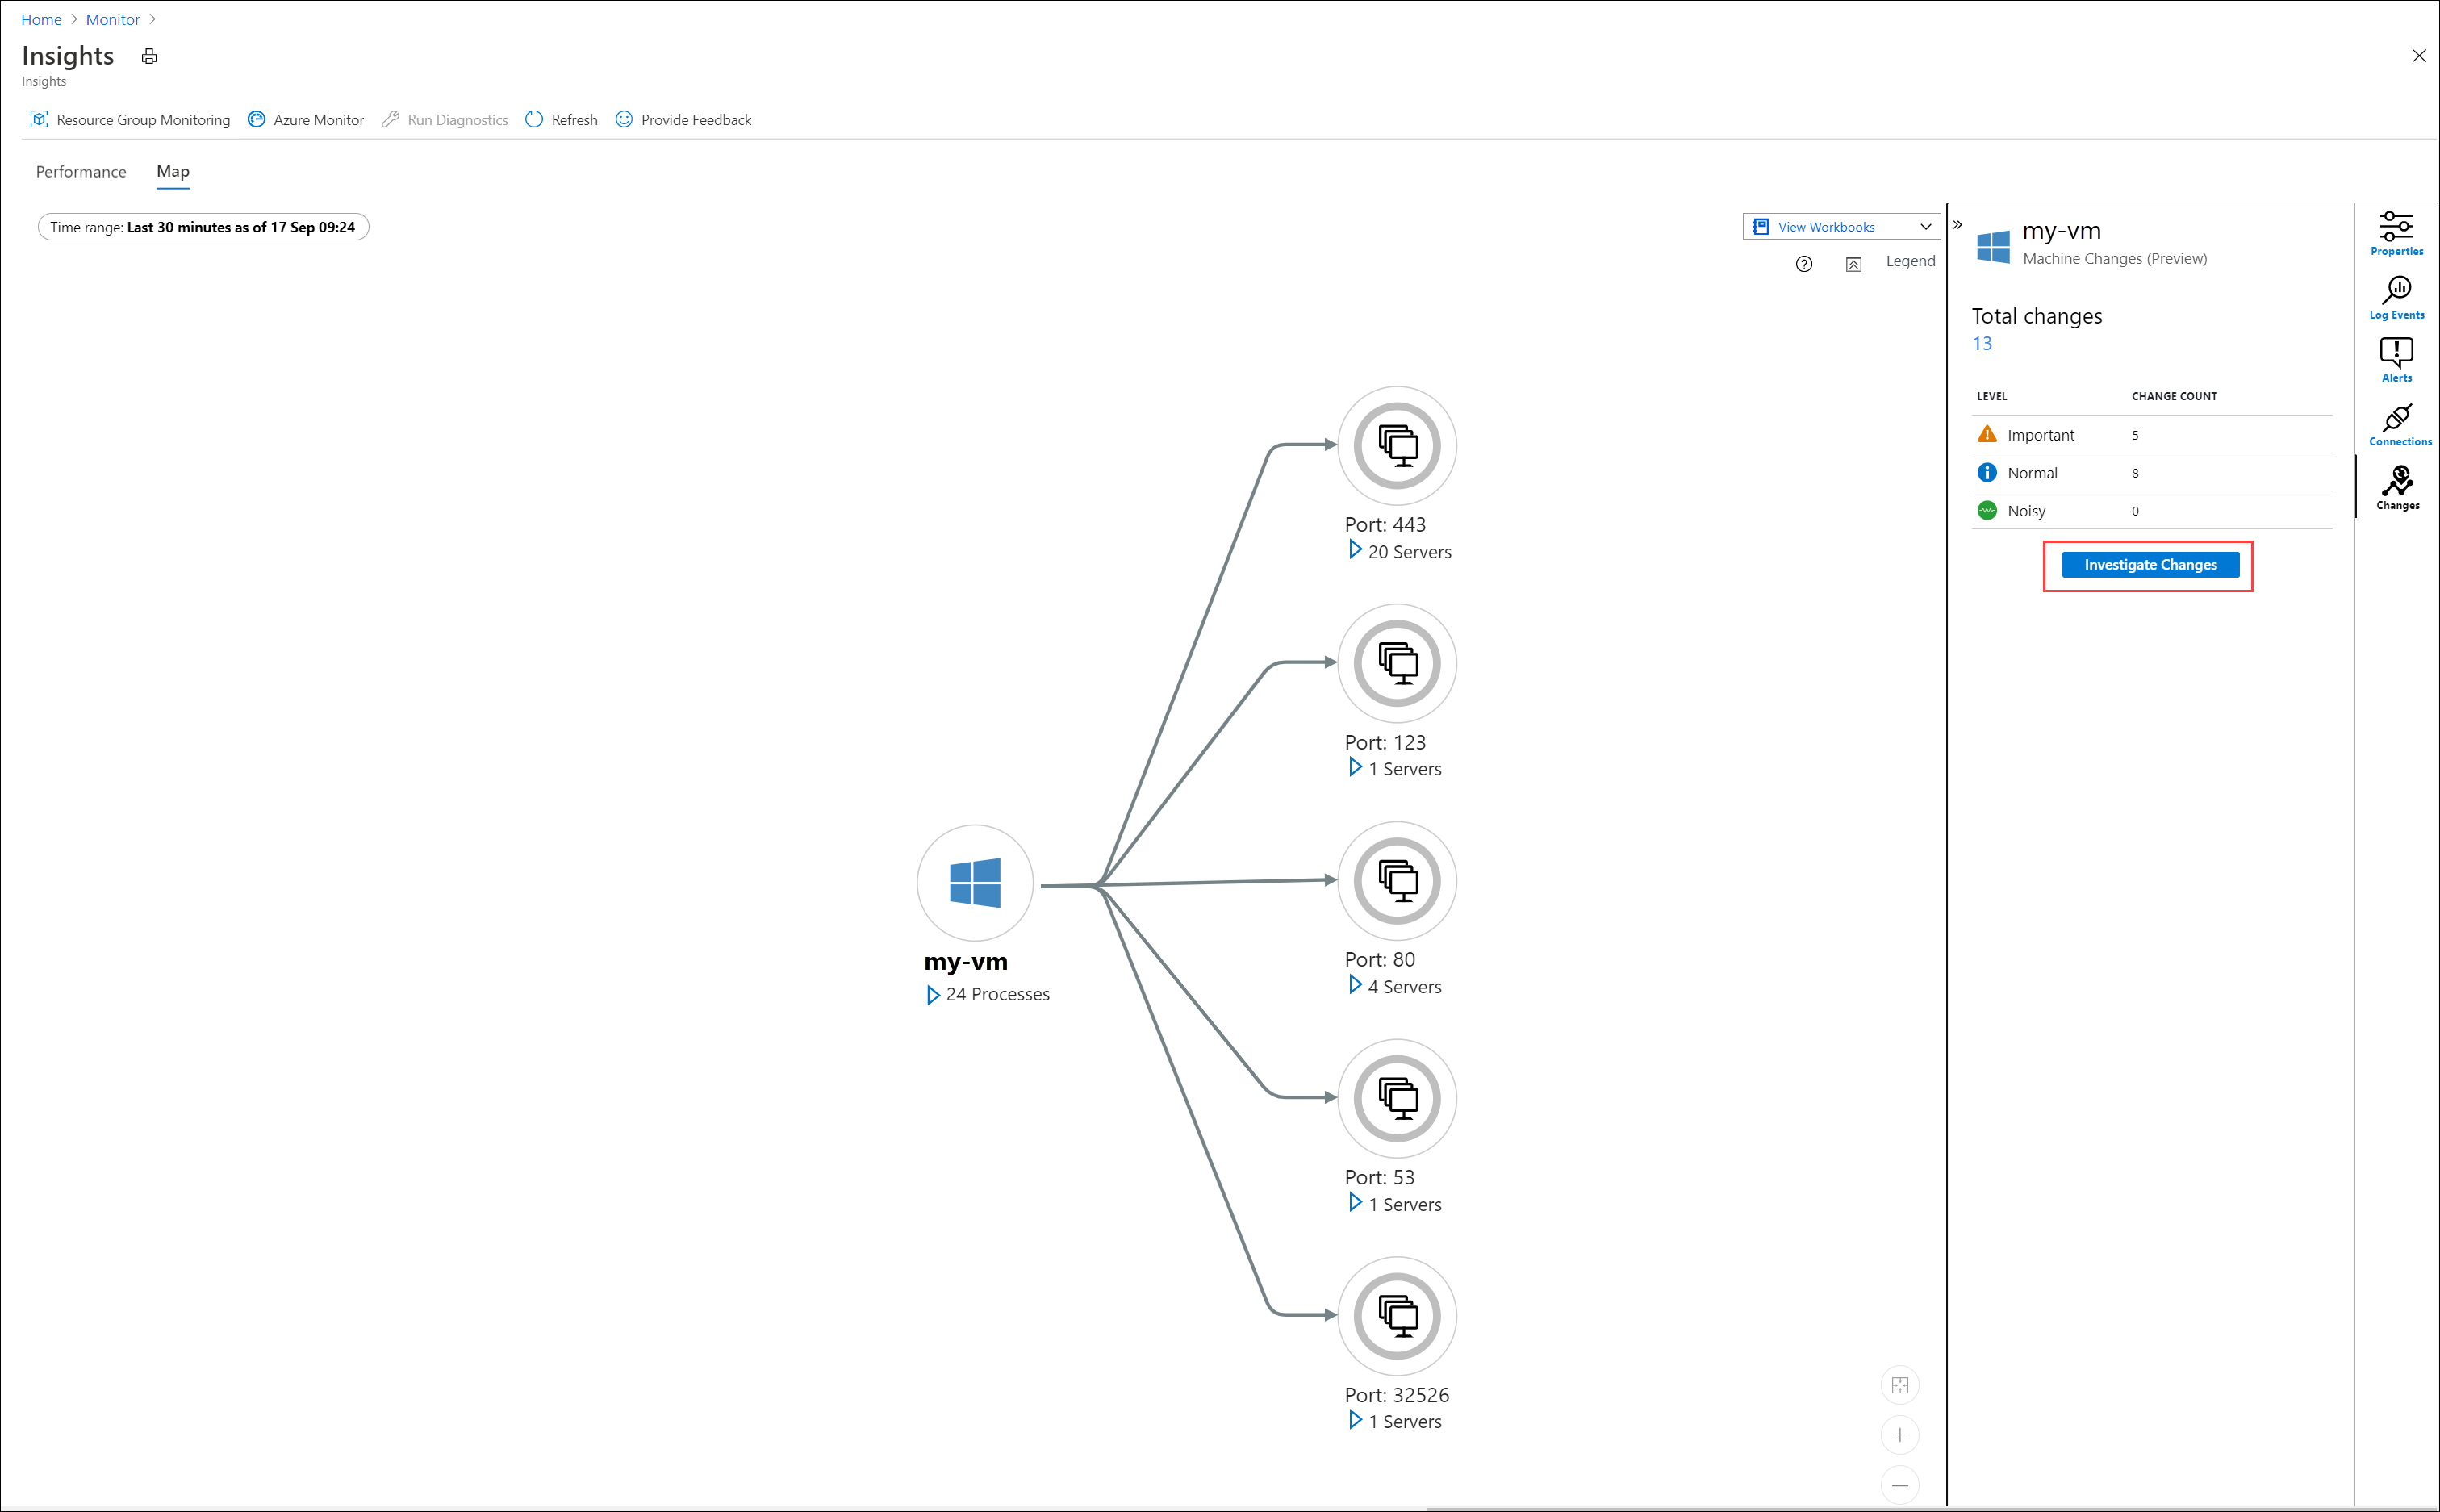 Home > Monitor >
Insights
Insights
Resource Group Monitoring Azure Monitor Run Diagnostics Refresh Provide Feedback
Performance Map
Time range: Last 30 minutes as of 17 Sep 09:24
View Workbooks
Legend
Port: 443
20 Servers
Port: 123
1 Servers
Port: 80
4 Servers
Port: 53
1 Servers
Port: 32526
1 Servers
my-vm
24 Processes
my-vm
Machine Changes (Preview)
Total changes
13
LEVEL CHANGE COUNT
Important 5
Normal 8
Noisy 0
Investigate Changes
Properties
Log Events
Alerts
Connections
Changes